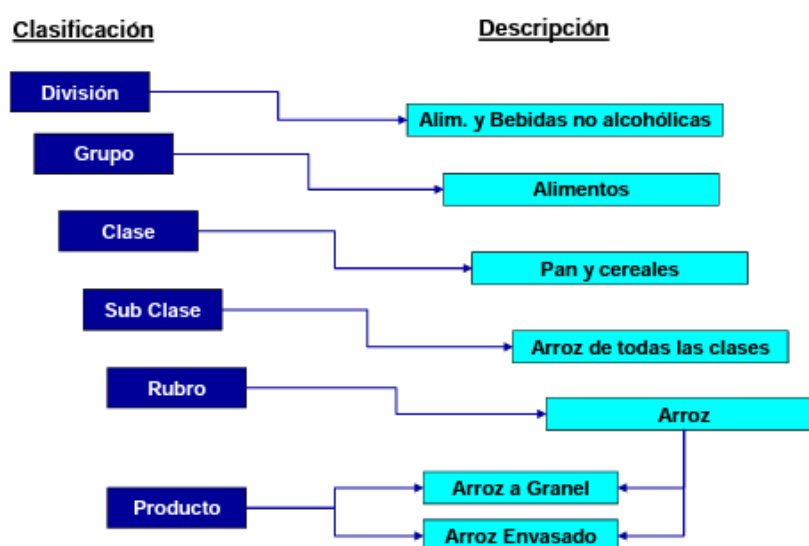 Clasificación
Descripción
División
Alim. y Bebidas no alcohólicas
Grupo
Alimentos
Clase
Pan y cereales
Sub Clase
Arroz de todas las clases
Rubro
Arroz
Producto
Arroz a Granel
Arroz Envasado